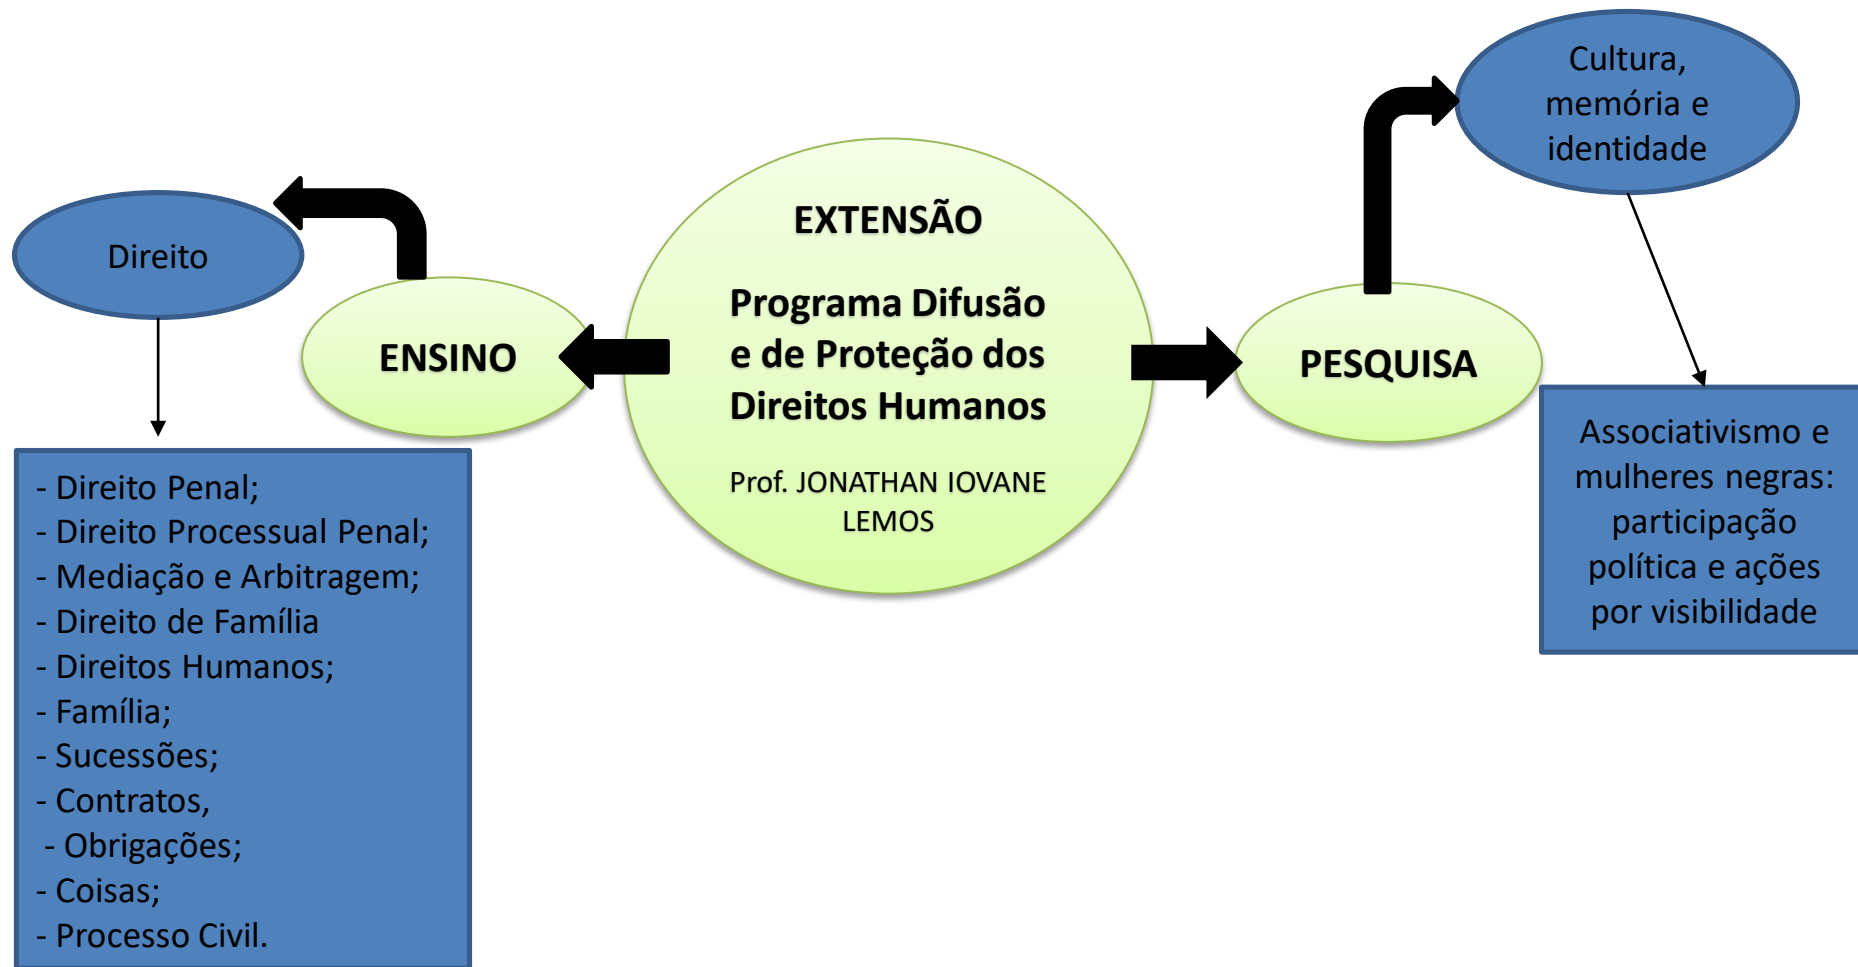 EXTENSÃO
Programa Difusão
e de Proteção dos
Direitos Humanos
Prof. JONATHAN IOVANE
LEMOS
ENSINO
Direito
- Direito Penal;
- Direito Processual Penal;
- Mediação e Arbitragem;
- Direito de Família
- Direitos Humanos;
- Família;
- Sucessões;
- Contratos,
- Obrigações;
- Coisas;
- Processo Civil.
PESQUISA
Cultura,
memória e
identidade
Associativismo e
mulheres negras:
participação
política e ações
por visibilidade